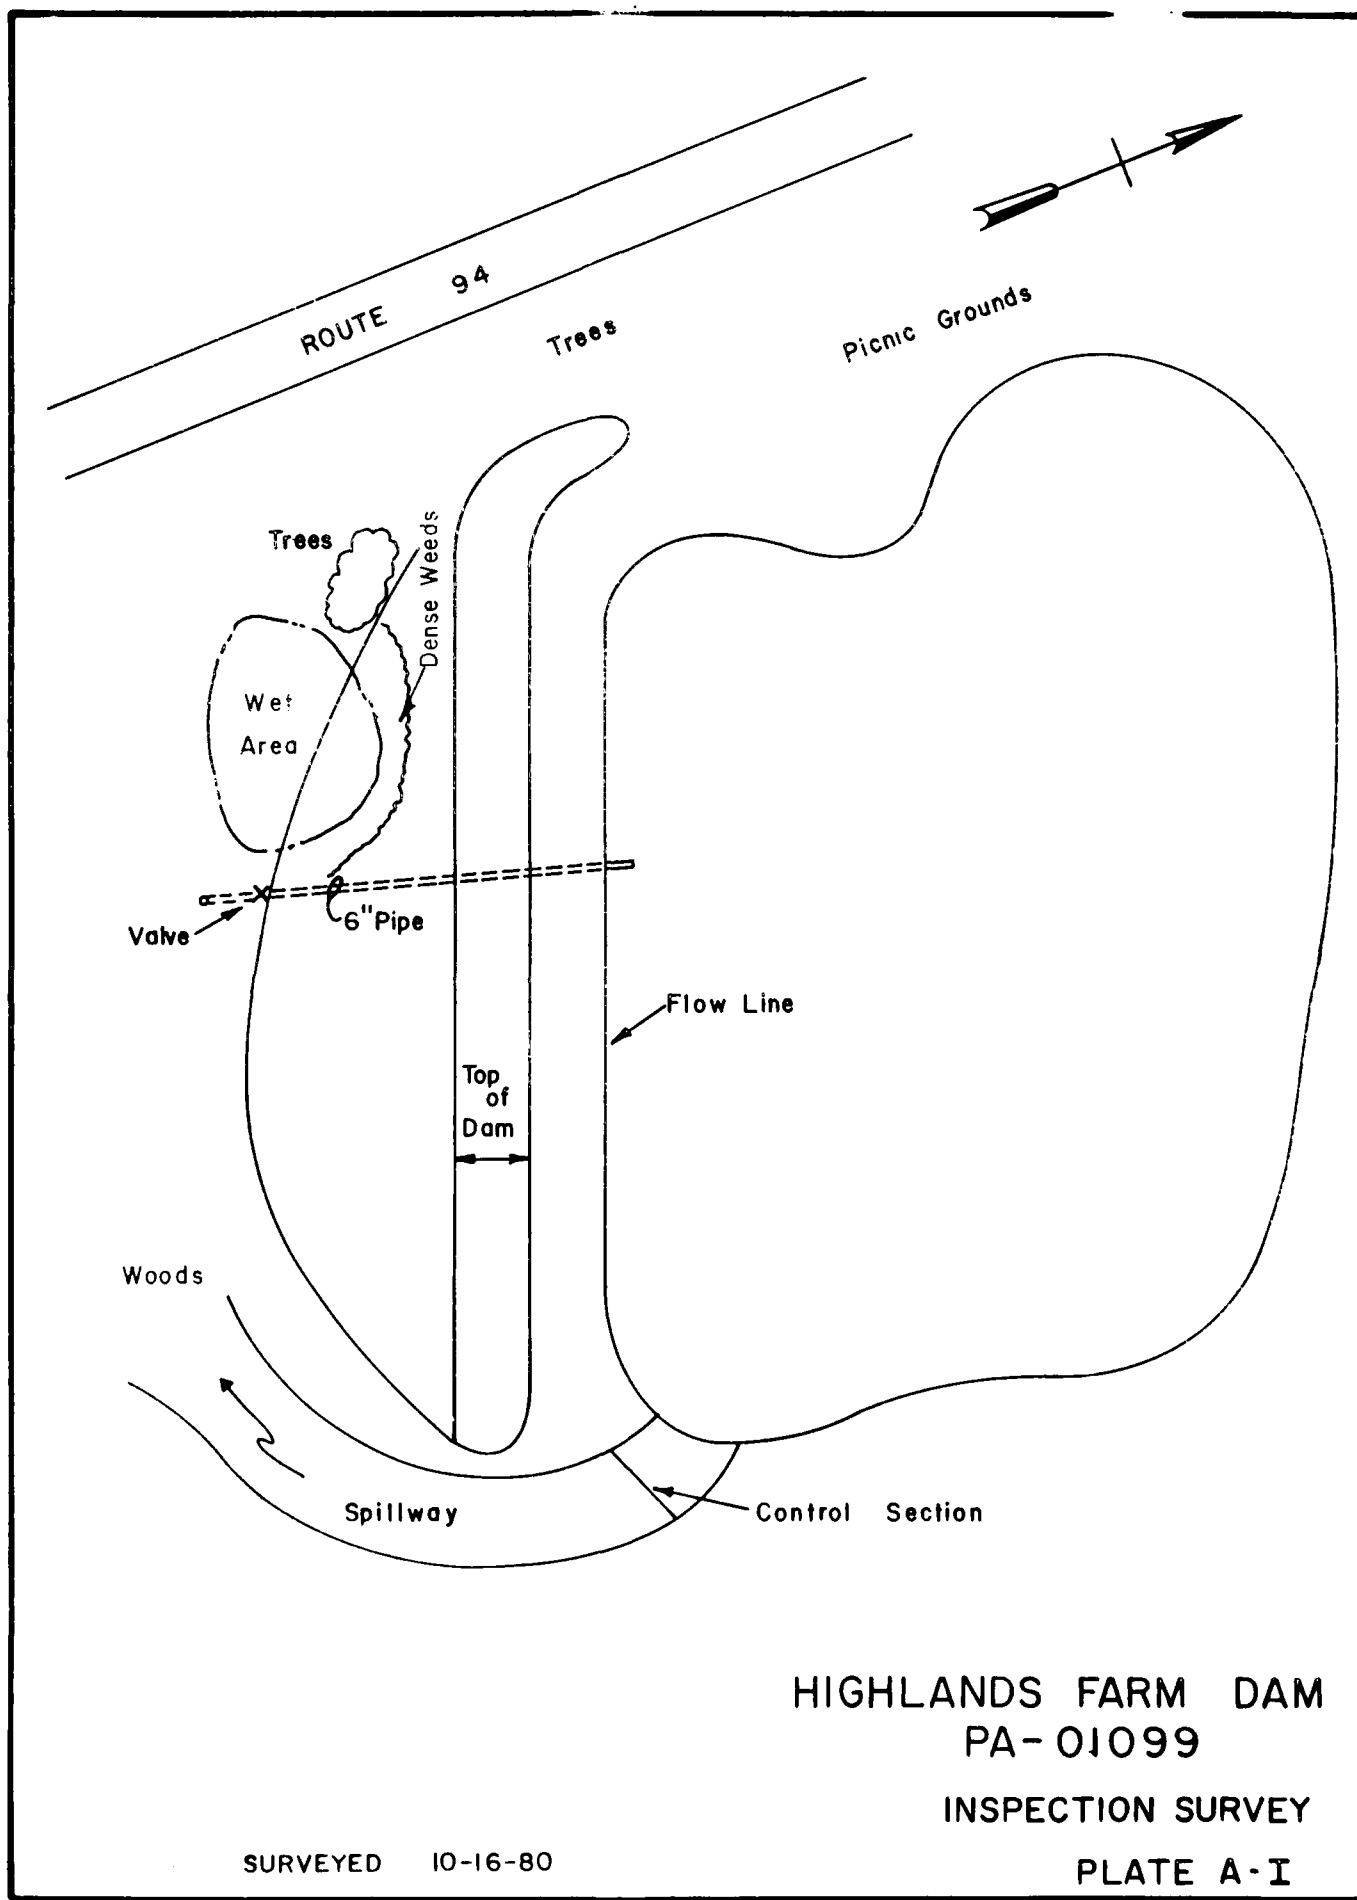 ROUTE 94
Trees
Picnic Grounds
Trees
Dense Weeds
Wet
Area
6" Pipe
Valve
Flow Line
Top
of
Dam
Woods
Spillway
Control Section
HIGHLANDS FARM DAM
PA-01099
INSPECTION SURVEY
SURVEYED 10-16-80
PLATE A-I